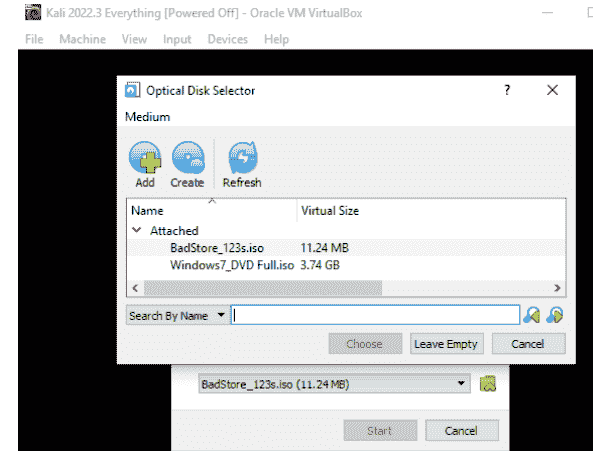 Kali 2022.3 Everything [Powered Off] - Oracle VM VirtualBox
File Machine View Input Devices Help
Optical Disk Selector ?
Medium
Add Create Refresh
Name Virtual Size
Attached
BadStore_123s.iso 11.24 MB
Windows7_DVD Full.iso 3.74 GB
Search By Name
Choose Leave Empty Cancel
BadStore_123s.iso (11.24 MB)
Start Cancel